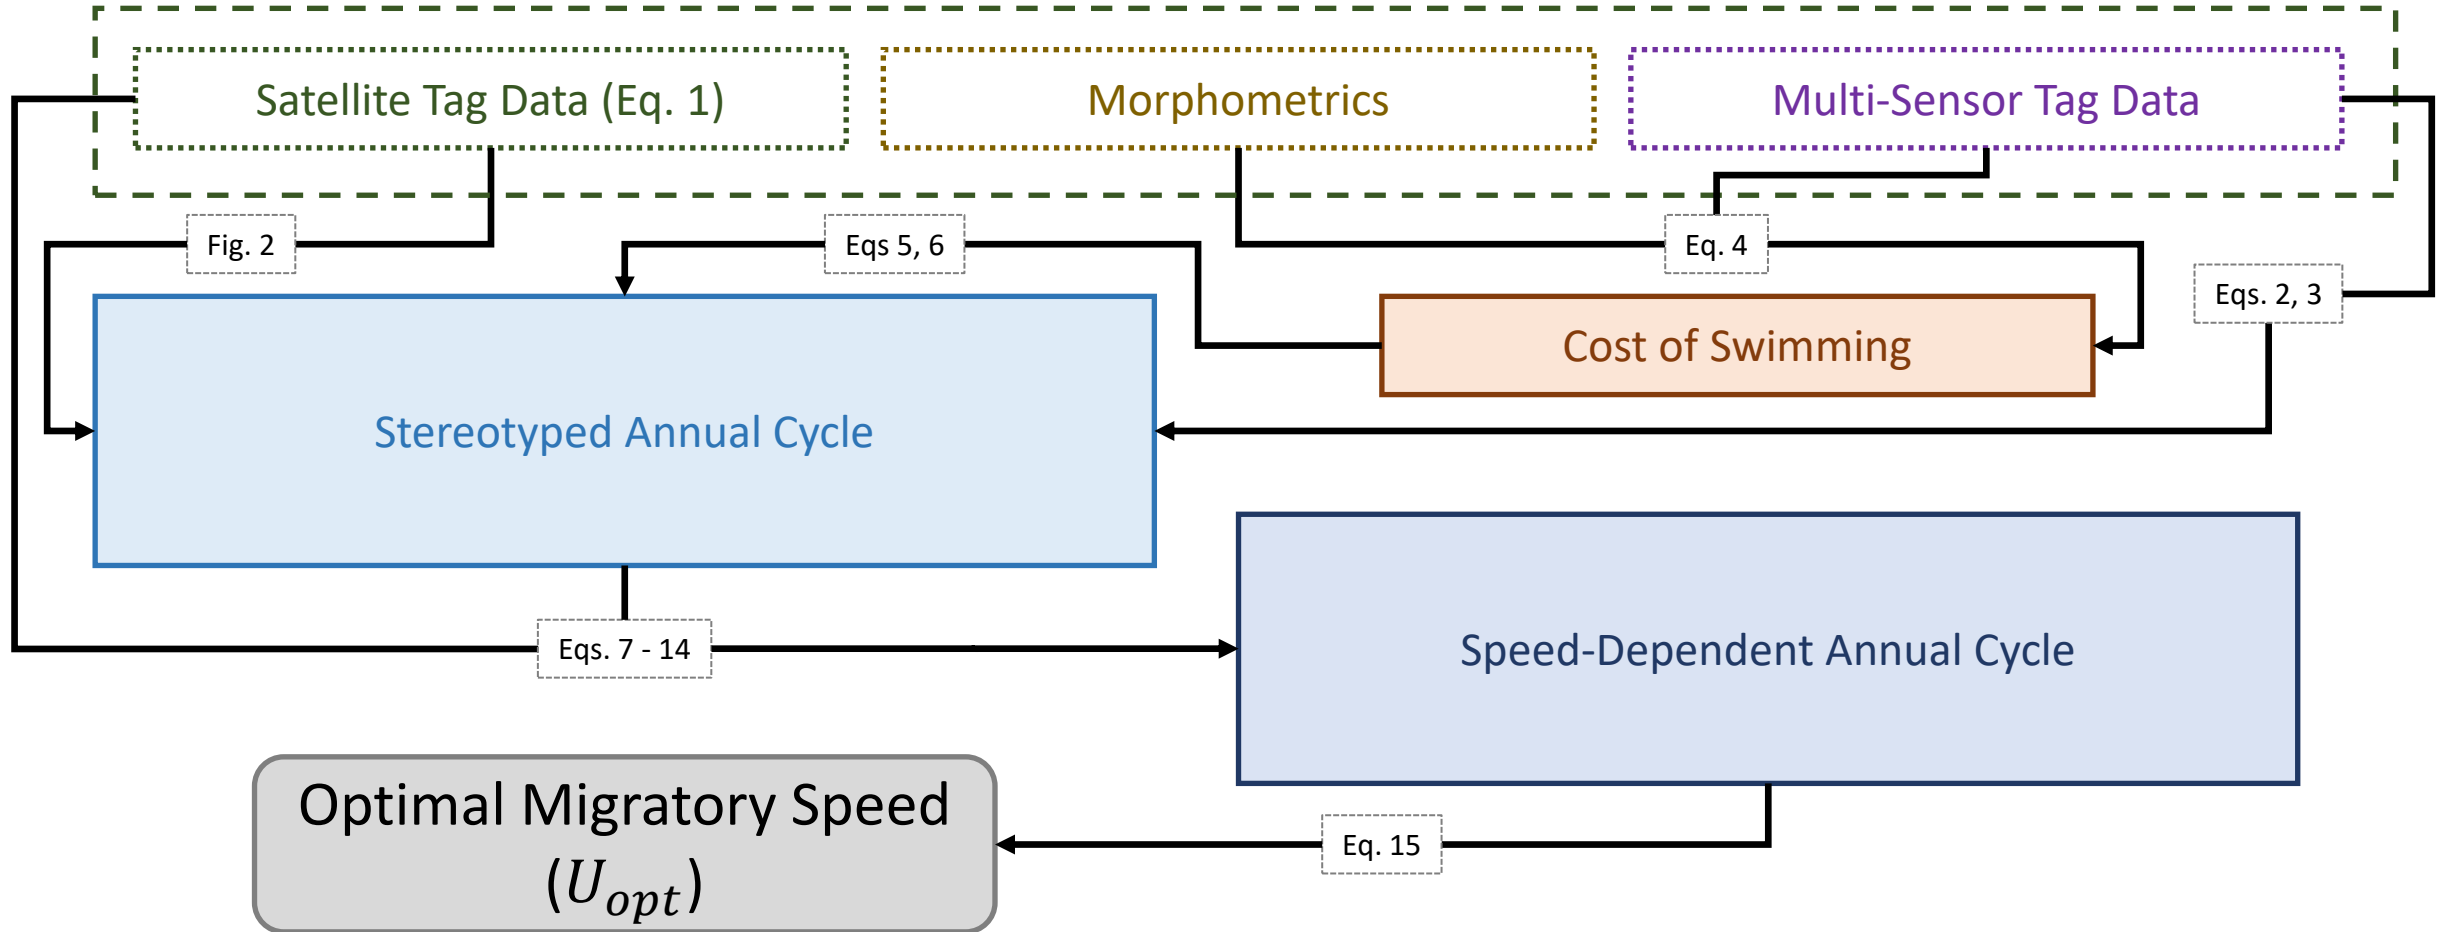 Satellite Tag Data (Eq. 1)
Morphometrics
Multi-Sensor Tag Data
Fig. 2
Eqs 5, 6
Eq. 4
Eqs. 2, 3
Cost of Swimming
Stereotyped Annual Cycle
Eqs. 7 - 14
Speed-Dependent Annual Cycle
Optimal Migratory Speed
(U_{opt})
Eq. 15